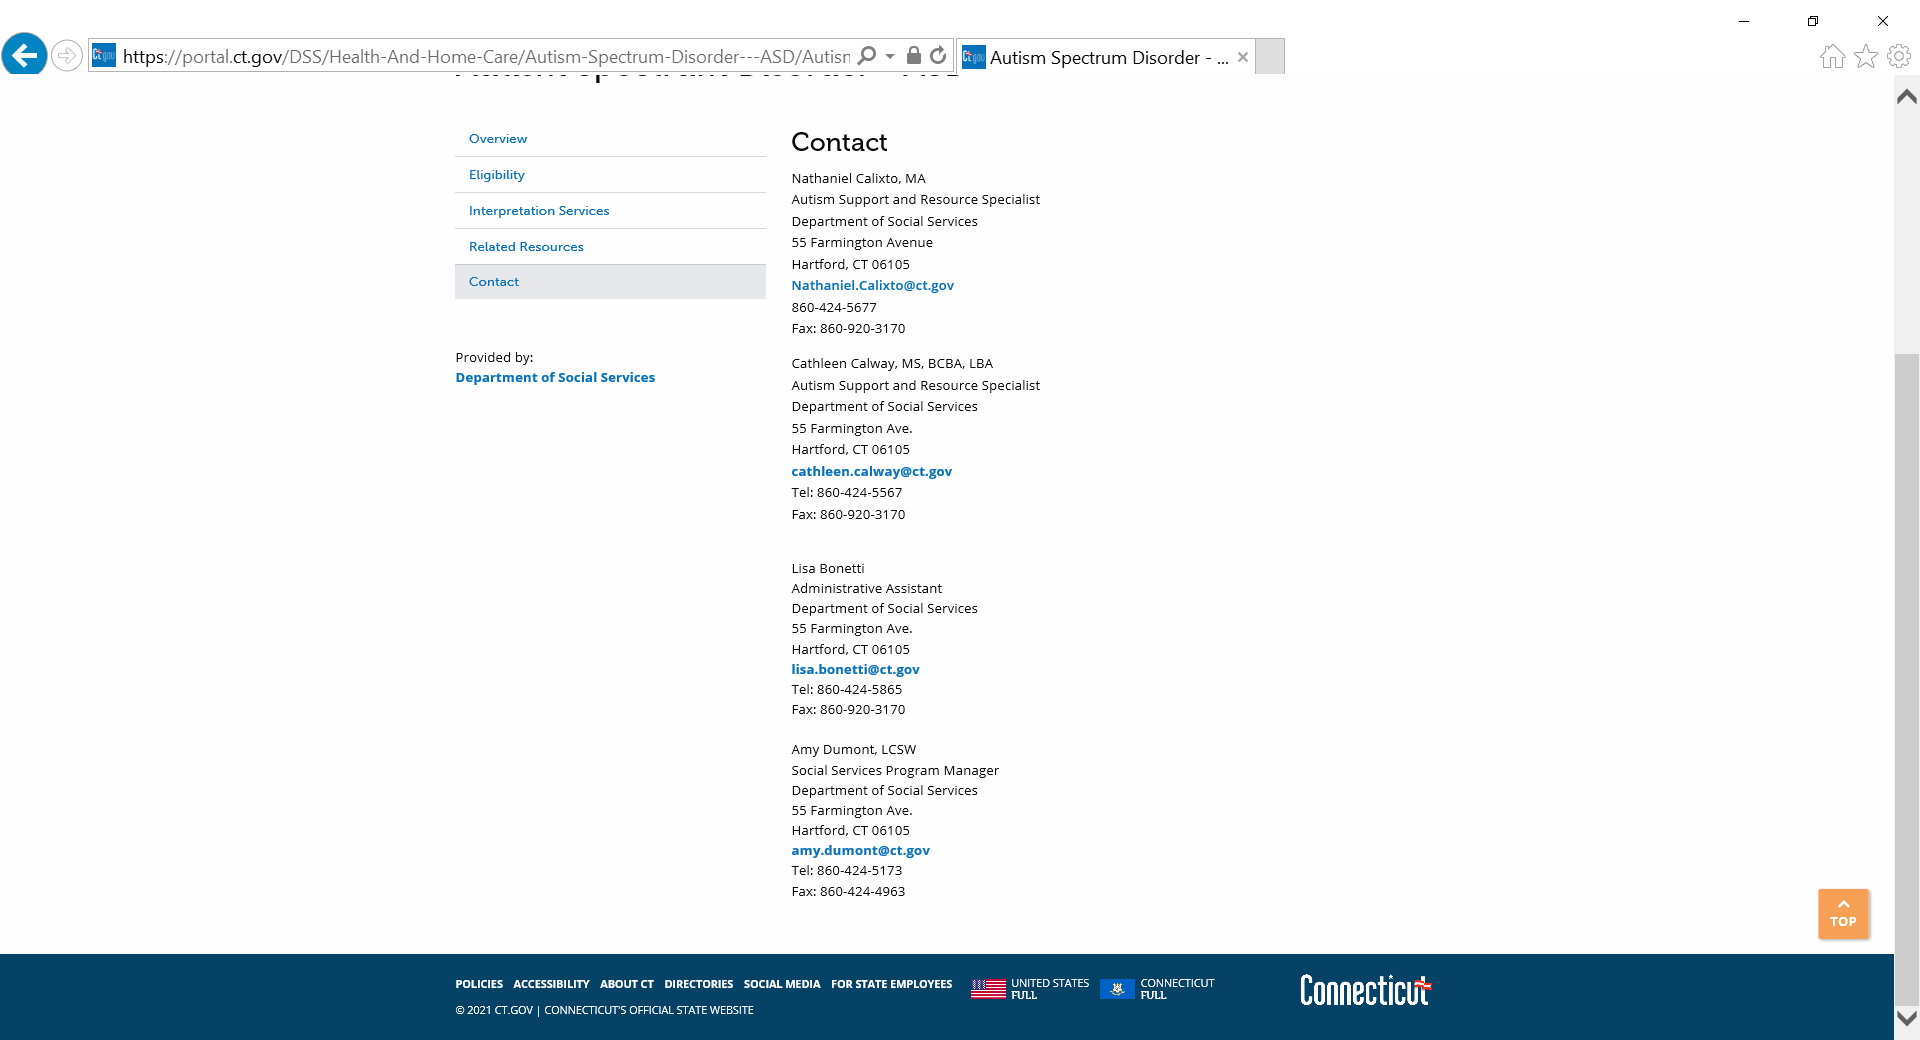 https://portal.ct.gov/DSS/Health-And-Home-Care/Autism-Spectrum-Disorder---ASD/Autism
Autism Spectrum Disorder - ...
Autism Spectrum Disorder - ASD
Overview
Eligibility
Interpretation Services
Related Resources
Contact
Provided by:
Department of Social Services
Contact
Nathaniel Calixto, MA
Autism Support and Resource Specialist
Department of Social Services
55 Farmington Avenue
Hartford, CT 06105
Nathaniel.Calixto@ct.gov
860-424-5677
Fax: 860-920-3170
Cathleen Calway, MS, BCBA, LBA
Autism Support and Resource Specialist
Department of Social Services
55 Farmington Ave.
Hartford, CT 06105
cathleen.calway@ct.gov
Tel: 860-424-5567
Fax: 860-920-3170
Lisa Bonetti
Administrative Assistant
Department of Social Services
55 Farmington Ave.
Hartford, CT 06105
lisa.bonetti@ct.gov
Tel: 860-424-5865
Fax: 860-920-3170
Amy Dumont, LCSW
Social Services Program Manager
Department of Social Services
55 Farmington Ave.
Hartford, CT 06105
amy.dumont@ct.gov
Tel: 860-424-5173
Fax: 860-424-4963
TOP
POLICIES ACCESSIBILITY ABOUT CT DIRECTORIES SOCIAL MEDIA FOR STATE EMPLOYEES
UNITED STATES
FULL
CONNECTICUT
FULL
Connecticut
© 2021 CT.GOV | CONNECTICUT'S OFFICIAL STATE WEBSITE